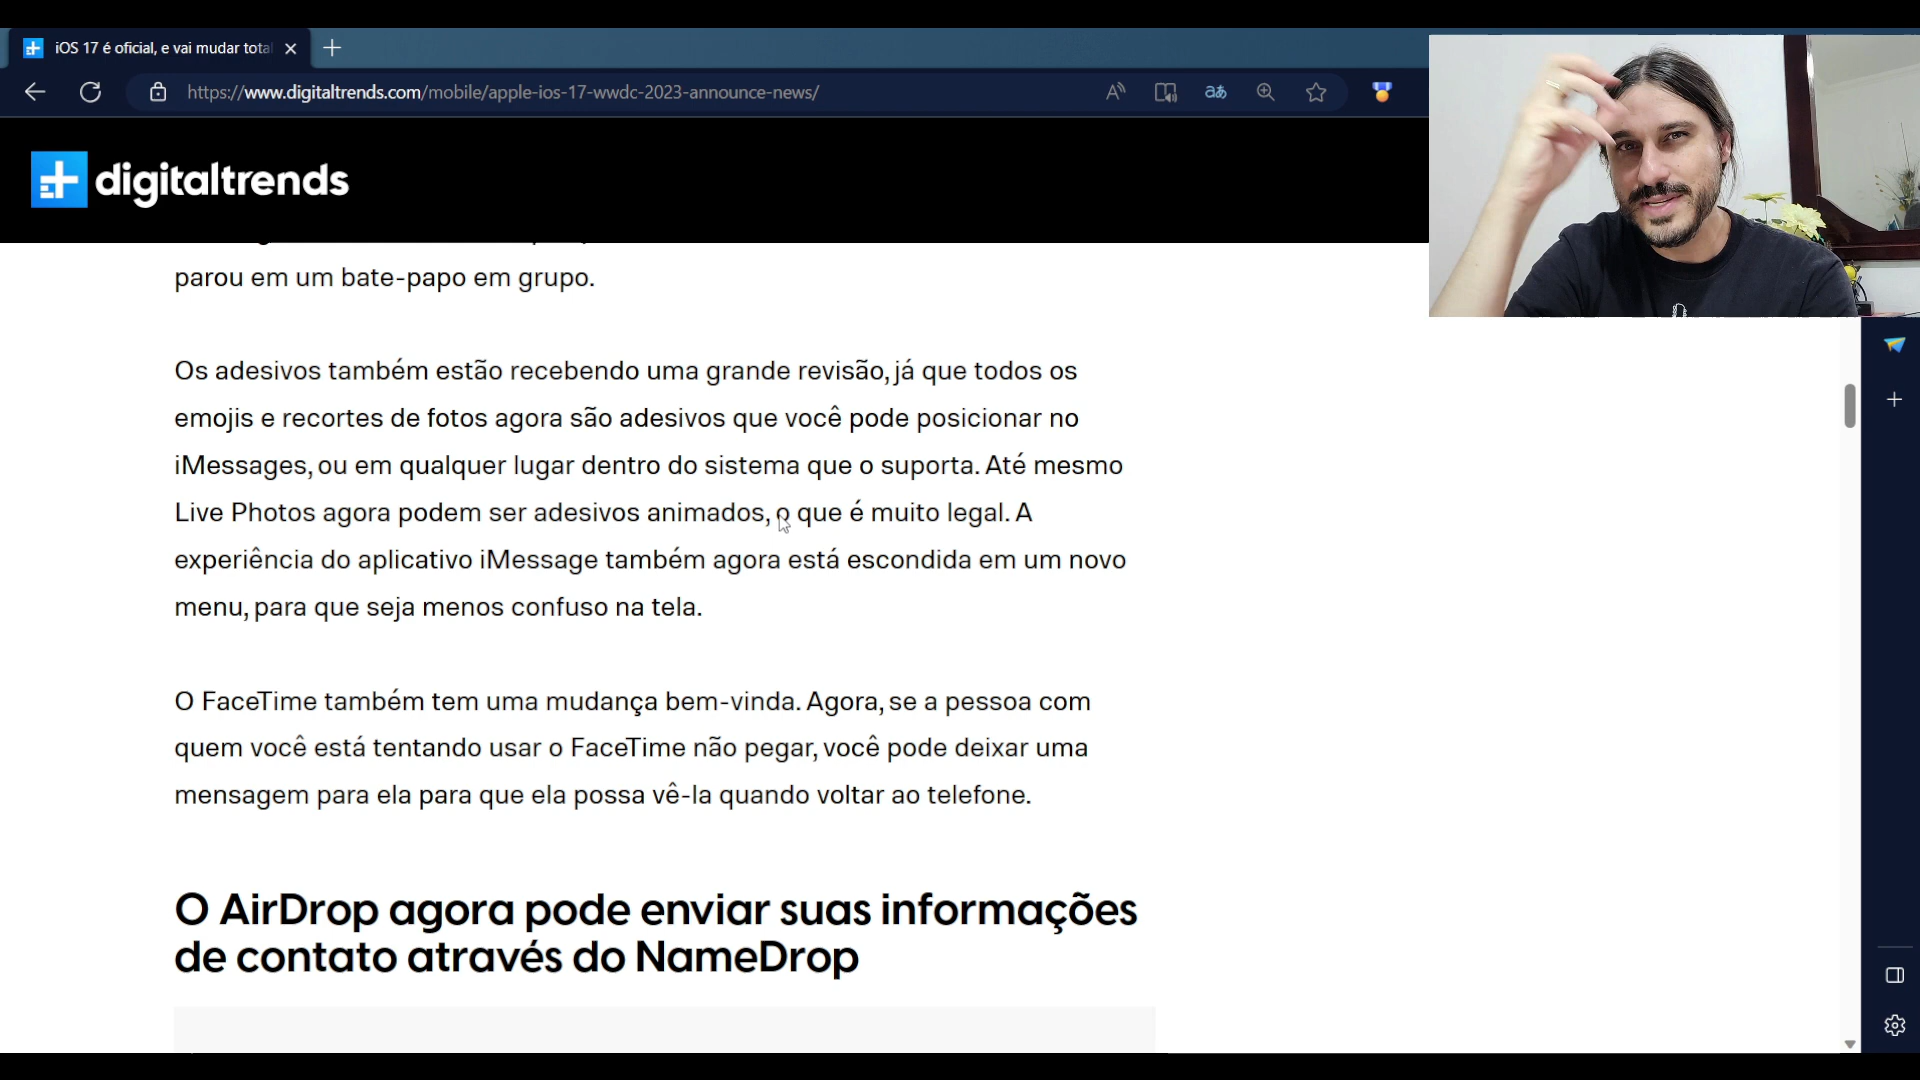 iOS 17 é oficial, e vai mudar total
https://www.digitaltrends.com/mobile/apple-ios-17-wwdc-2023-announce-news/
digitaltrends
parou em um bate-papo em grupo.
Os adesivos também estão recebendo uma grande revisão, já que todos os
emojis e recortes de fotos agora são adesivos que você pode posicionar no
iMessages, ou em qualquer lugar dentro do sistema que o suporta. Até mesmo
Live Photos agora podem ser adesivos animados, o que é muito legal. A
experiência do aplicativo iMessage também agora está escondida em um novo
menu, para que seja menos confuso na tela.
O FaceTime também tem uma mudança bem-vinda. Agora, se a pessoa com
quem você está tentando usar o FaceTime não pegar, você pode deixar uma
mensagem para ela para que ela possa vê-la quando voltar ao telefone.
O AirDrop agora pode enviar suas informações
de contato através do NameDrop